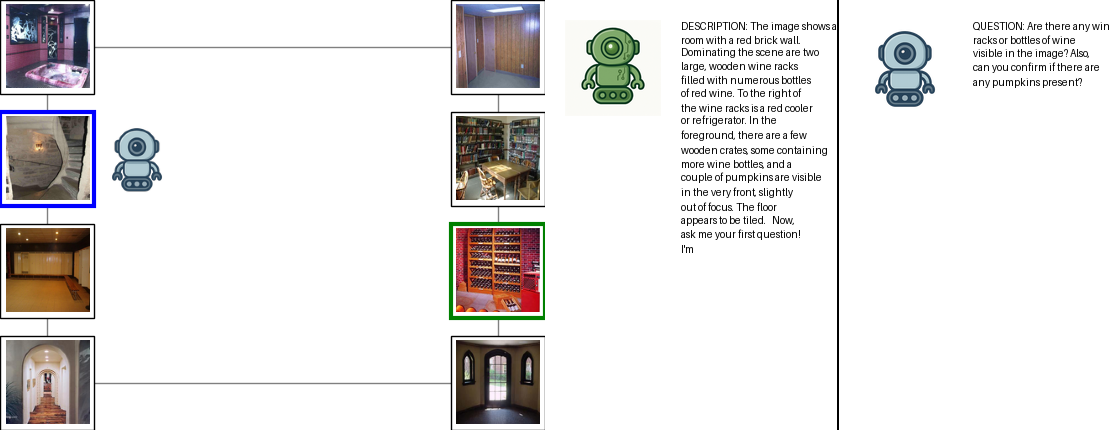 DESCRIPTION: The image shows a
room with a red brick wall.
Dominating the scene are two
large, wooden wine racks
filled with numerous bottles
of red wine. To the right of
the wine racks is a red cooler
or refrigerator. In the
foreground, there are a few
wooden crates, some containing
more wine bottles, and a
couple of pumpkins are visible
in the very front, slightly
out of focus. The floor
appears to be tiled. Now,
ask me your first question!
I'm
QUESTION: Are there any win
racks or bottles of wine
visible in the image? Also,
can you confirm if there are
any pumpkins present?